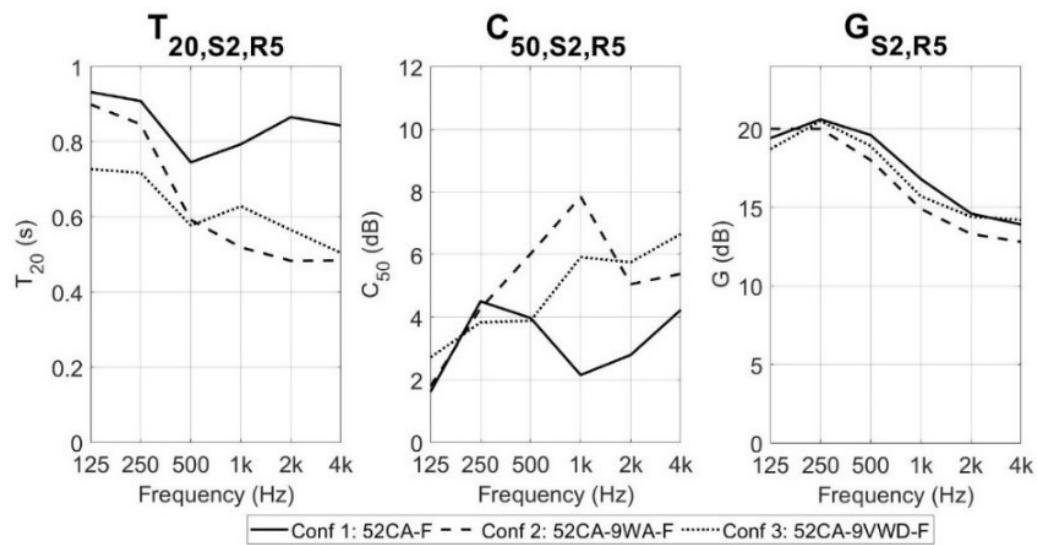 T20,S2,R5
1
0.8
0.6
0.4
0.2
0
T20 (s)
125 250 500 1k 2k 4k
Frequency (Hz)
C50,S2,R5
12
10
8
6
4
2
0
C50 (dB)
125 250 500 1k 2k 4k
Frequency (Hz)
GS2,R5
20
15
10
5
0
G (dB)
125 250 500 1k 2k 4k
Frequency (Hz)
Conf 1: 52CA-F Conf 2: 52CA-9WA-F Conf 3: 52CA-9VWD-F